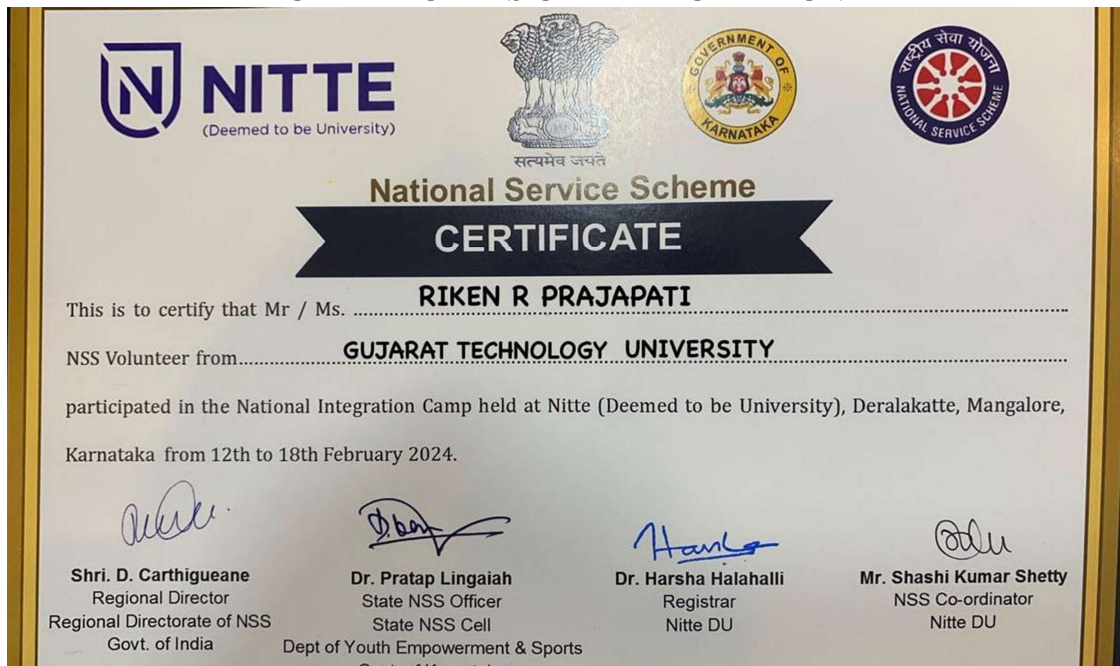 NITTE
(Deemed to be University)
सत्यमेव जयते
GOVERNMENT OF
KARNATAKA
राष्ट्रीय सेवा योजना
NATIONAL SERVICE SCHEME
National Service Scheme
CERTIFICATE
This is to certify that Mr / Ms. RIKEN R PRAJAPATI
NSS Volunteer from GUJARAT TECHNOLOGY UNIVERSITY
participated in the National Integration Camp held at Nitte (Deemed to be University), Deralakatte, Mangalore,
Karnataka from 12th to 18th February 2024.
Shri. D. Carthigueane
Regional Director
Regional Directorate of NSS
Govt. of India
Dr. Pratap Lingaiah
State NSS Officer
State NSS Cell
Dept of Youth Empowerment & Sports
Dr. Harsha Halahalli
Registrar
Nitte DU
Mr. Shashi Kumar Shetty
NSS Co-ordinator
Nitte DU